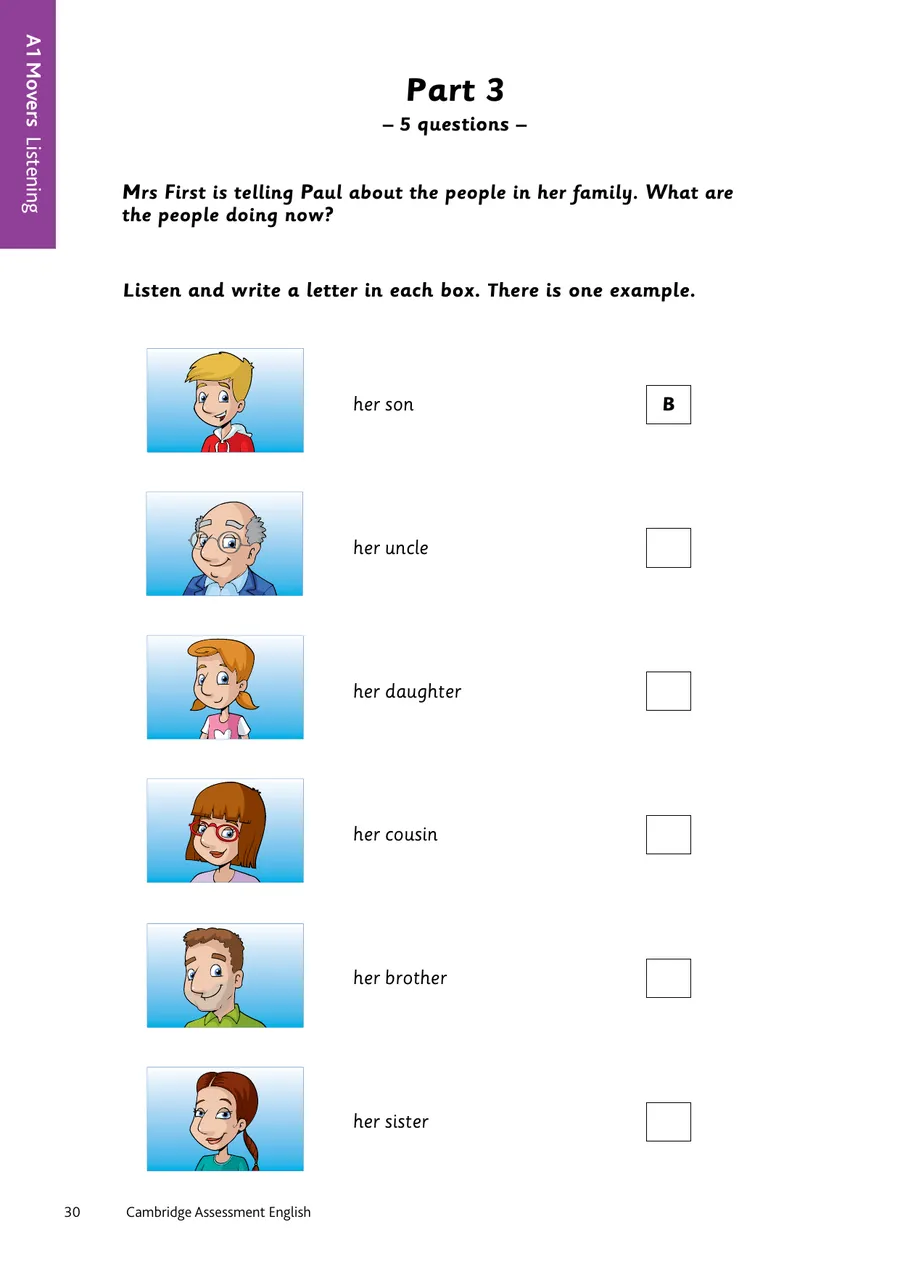 A1 Movers Listening
Part 3
– 5 questions –
Mrs First is telling Paul about the people in her family. What are
the people doing now?
Listen and write a letter in each box. There is one example.
her son
B
her uncle
her daughter
her cousin
her brother
her sister
30 Cambridge Assessment English